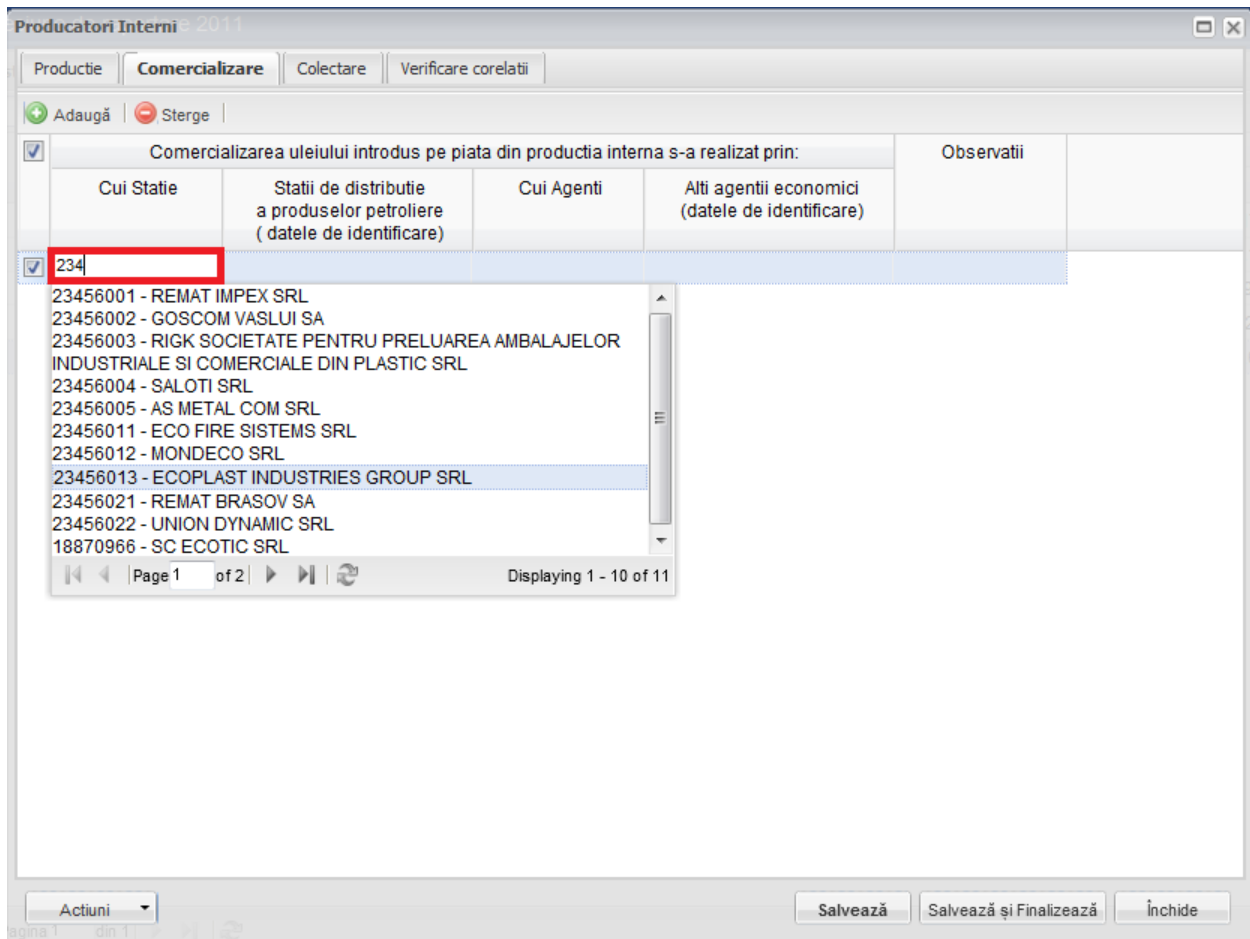 Producatori Interni
2011
Productie Comercializare Colectare Verificare corelatii
Adaugă Sterge
Comercializarea uleiului introdus pe piata din productia interna s-a realizat prin: Observatii
Cui Statie Statii de distributie Cui Agenti Alti agentii economici
a produselor petroliere (datele de identificare)
( datele de identificare)
234
23456001 - REMAT IMPEX SRL
23456002 - GOSCOM VASLUI SA
23456003 - RIGK SOCIETATE PENTRU PRELUAREA AMBALAJELOR
INDUSTRIALE SI COMERCIALE DIN PLASTIC SRL
23456004 - SALOTI SRL
23456005 - AS METAL COM SRL
23456011 - ECO FIRE SISTEMS SRL
23456012 - MONDECO SRL
23456013 - ECOPLAST INDUSTRIES GROUP SRL
23456021 - REMAT BRASOV SA
23456022 - UNION DYNAMIC SRL
18870966 - SC ECOTIC SRL
Page 1 of 2 Displaying 1 - 10 of 11
Actiuni Salvează Salvează și Finalizează Închide
Pagina 1 din 1